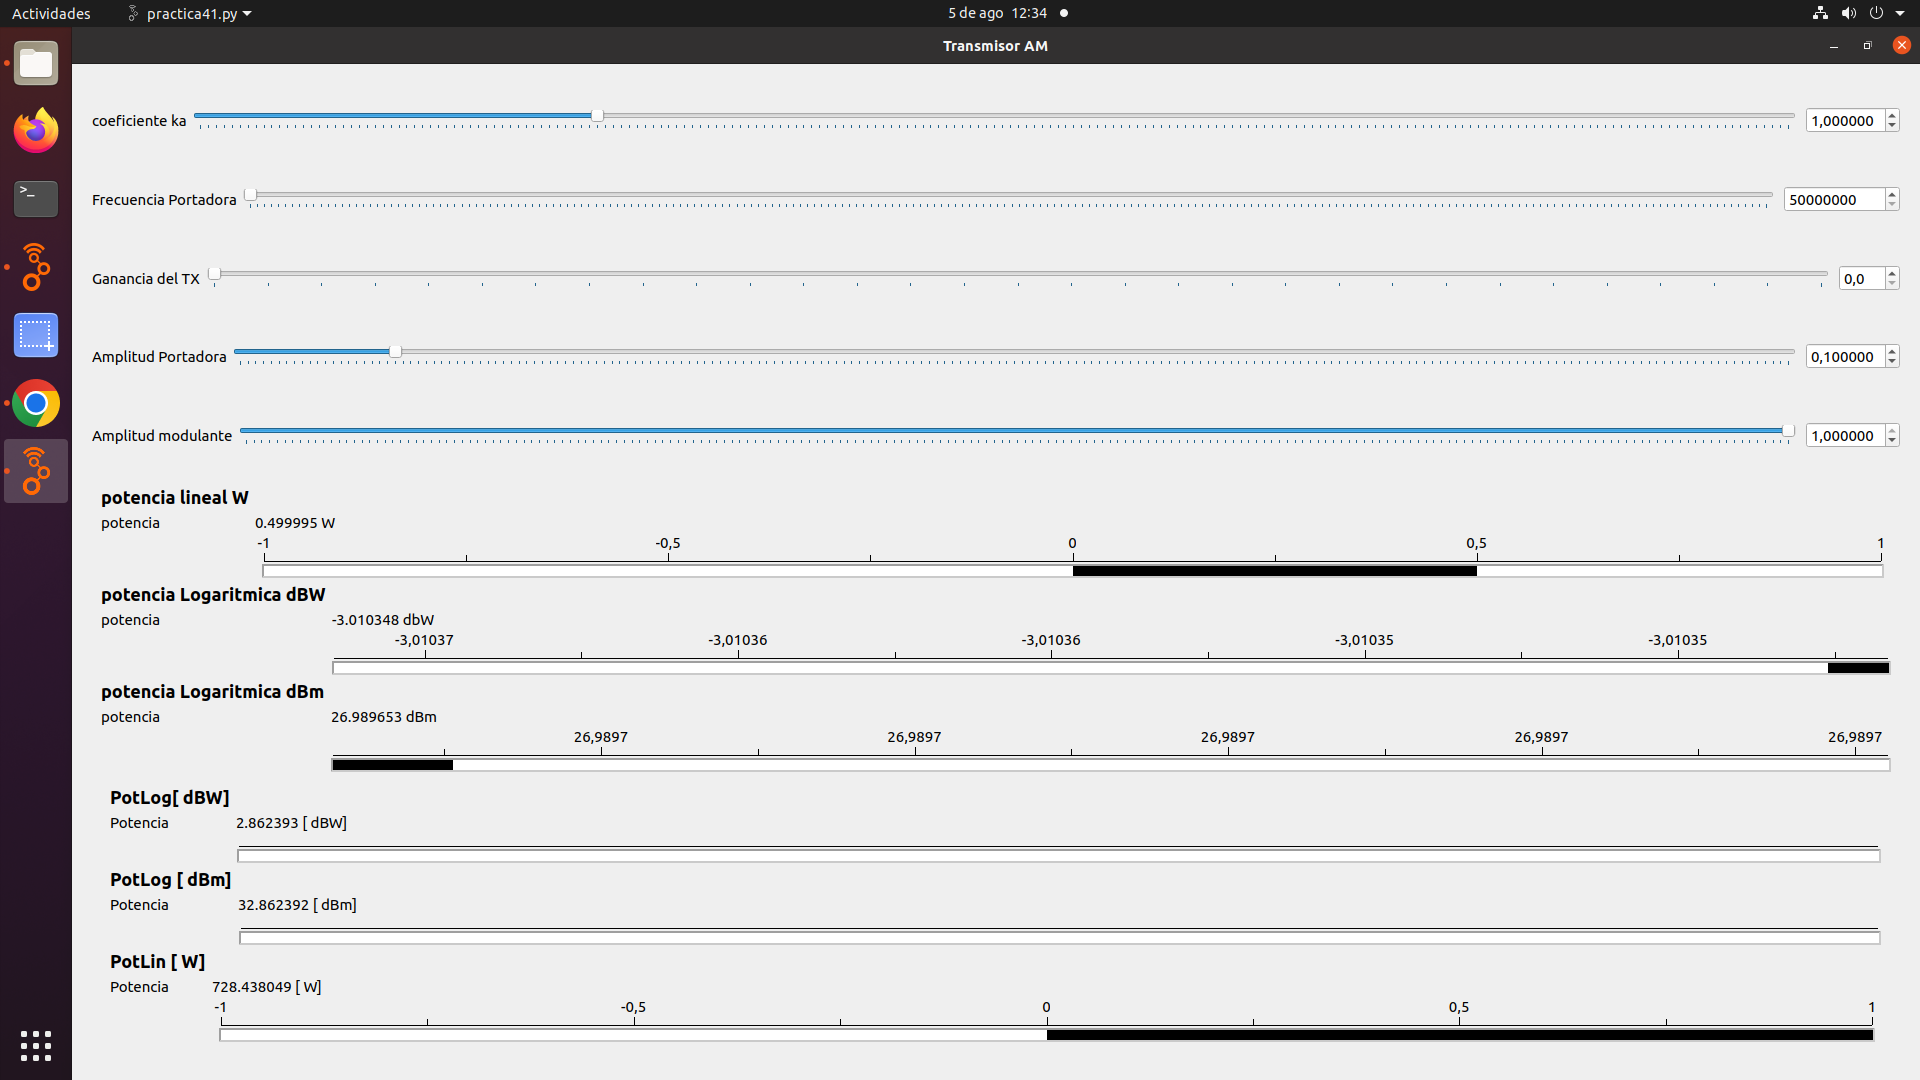 Actividades practica41.py 5 de ago 12:34
Transmisor AM
coeficiente ka 1,000000
Frecuencia Portadora 50000000
Ganancia del TX 0,0
Amplitud Portadora 0,100000
Amplitud modulante 1,000000
potencia lineal W
potencia 0.499995 W
-1 -0,5 0 0,5 1
potencia Logaritmica dBW
potencia -3.010348 dbW
-3,01037 -3,01036 -3,01036 -3,01035 -3,01035
potencia Logaritmica dBm
potencia 26.989653 dBm
26,9897 26,9897 26,9897 26,9897 26,9897
PotLog[ dBW]
Potencia 2.862393 [ dBW]
PotLog [ dBm]
Potencia 32.862392 [ dBm]
PotLin [ W]
Potencia 728.438049 [ W]
-1 -0,5 0 0,5 1